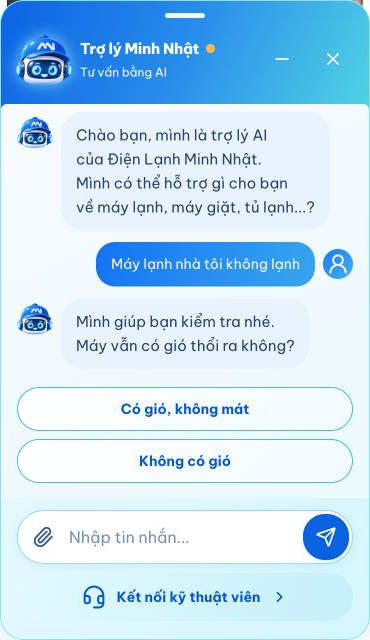 Trợ lý Minh Nhật
Tư vấn bằng AI
Chào bạn, mình là trợ lý AI
của Điện Lạnh Minh Nhật.
Mình có thể hỗ trợ gì cho bạn
về máy lạnh, máy giặt, tủ lạnh...?
Máy lạnh nhà tôi không lạnh
Mình giúp bạn kiểm tra nhé.
Máy vẫn có gió thổi ra không?
Có gió, không mát
Không có gió
Nhập tin nhắn...
Kết nối kỹ thuật viên